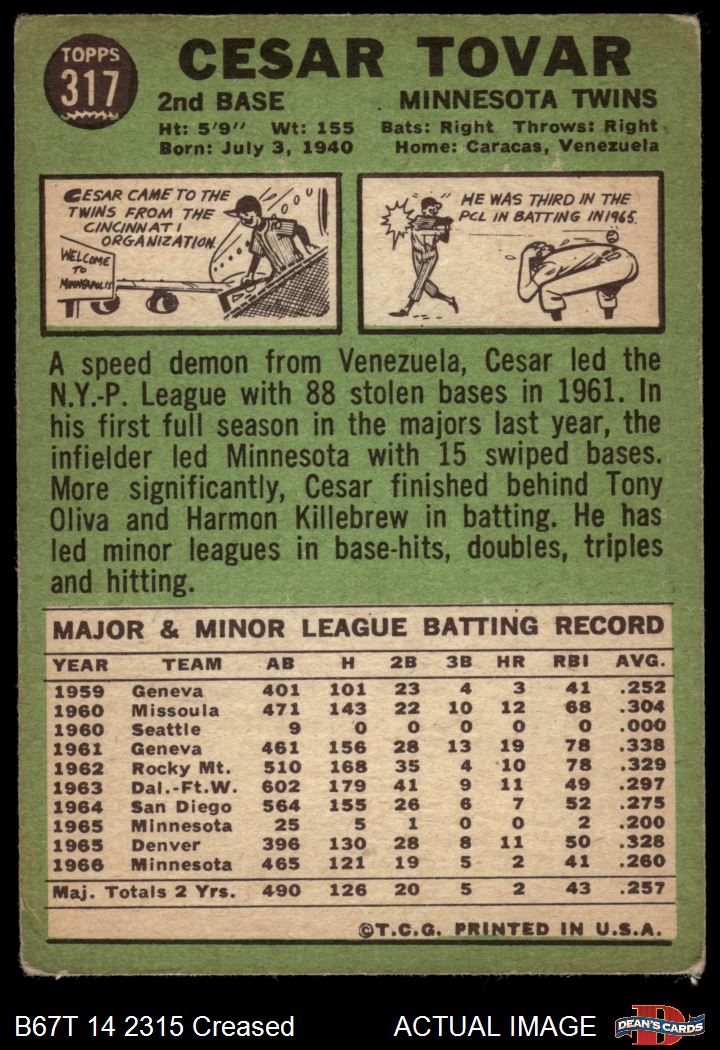 TOPPS
317
CESAR TOVAR
2nd BASE MINNESOTA TWINS
Ht: 5'9" Wt: 155 Bats: Right Throws: Right
Born: July 3, 1940 Home: Caracas, Venezuela
CESAR CAME TO THE
TWINS FROM THE
CINCINNATI
ORGANIZATION.
WELCOME
TO
MINNEAPOLIS
HE WAS THIRD IN THE
PCL IN BATTING IN 1965.
A speed demon from Venezuela, Cesar led the
N.Y.-P. League with 88 stolen bases in 1961. In
his first full season in the majors last year, the
infielder led Minnesota with 15 swiped bases.
More significantly, Cesar finished behind Tony
Oliva and Harmon Killebrew in batting. He has
led minor leagues in base-hits, doubles, triples
and hitting.
MAJOR & MINOR LEAGUE BATTING RECORD
YEAR TEAM AB H 2B 3B HR RBI AVG.
1959 Geneva 401 101 23 4 3 41 .252
1960 Missoula 471 143 22 10 12 68 .304
1960 Seattle 9 0 0 0 0 0 .000
1961 Geneva 461 156 28 13 19 78 .338
1962 Rocky Mt. 510 168 35 4 10 78 .329
1963 Dal.-Ft.W. 602 179 41 9 11 49 .297
1964 San Diego 564 155 26 6 7 52 .275
1965 Minnesota 25 5 1 0 0 2 .200
1965 Denver 396 130 28 8 11 50 .328
1966 Minnesota 465 121 19 5 2 41 .260
Maj. Totals 2 Yrs. 490 126 20 5 2 43 .257
©T.C.G. PRINTED IN U.S.A.
B67T 14 2315 Creased ACTUAL IMAGE
D
DEAN'S CARDS